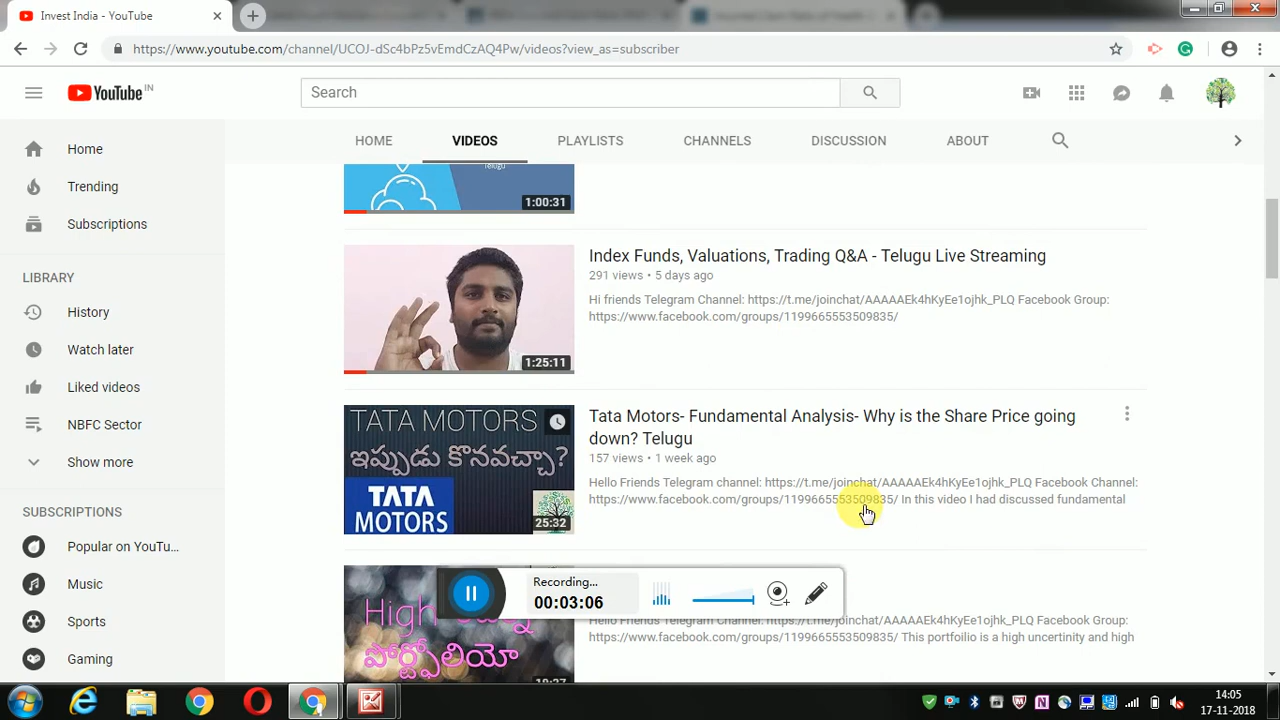 Invest India - YouTube
https://www.youtube.com/channel/UCOJ-dSc4bPz5vEmdCzAQ4Pw/videos?view_as=subscriber
YouTube IN
Search
HOME
VIDEOS
PLAYLISTS
CHANNELS
DISCUSSION
ABOUT
Home
Trending
Subscriptions
LIBRARY
History
Watch later
Liked videos
NBFC Sector
Show more
SUBSCRIPTIONS
Popular on YouTu...
Music
Sports
Gaming
Telugu
1:00:31
1:25:11
Index Funds, Valuations, Trading Q&A - Telugu Live Streaming
291 views • 5 days ago
Hi friends Telegram Channel: https://t.me/joinchat/AAAAAEk4hKyEe1ojhk_PLQ Facebook Group:
https://www.facebook.com/groups/1199665553509835/
TATA MOTORS
ఇప్పుడు కొనవచ్చా?
TATA
MOTORS
25:32
Tata Motors- Fundamental Analysis- Why is the Share Price going
down? Telugu
157 views • 1 week ago
Hello Friends Telegram channel: https://t.me/joinchat/AAAAAEk4hKyEe1ojhk_PLQ Facebook Channel:
https://www.facebook.com/groups/1199665553509835/ In this video I had discussed fundamental
Recording...
00:03:06
High
పోర్ట్ఫోలియో
18:27
Hello Friends Telegram Channel: https://t.me/joinchat/AAAAAEk4hKyEe1ojhk_PLQ Facebook Group:
https://www.facebook.com/groups/1199665553509835/ This portfoilio is a high uncertinity and high
14:05
17-11-2018